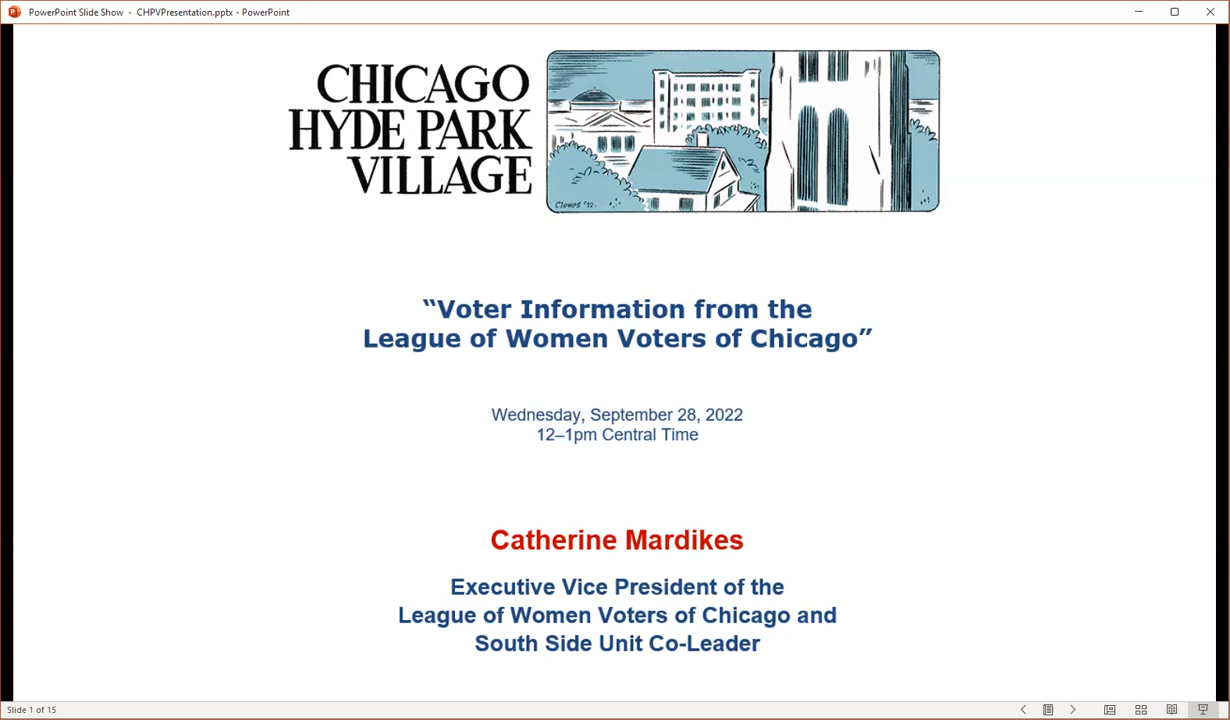 PowerPoint Slide Show - CHPVPresentation.pptx - PowerPoint
CHICAGO
HYDE PARK
VILLAGE
Clowes '12.
“Voter Information from the
League of Women Voters of Chicago”
Wednesday, September 28, 2022
12–1pm Central Time
Catherine Mardikes
Executive Vice President of the
League of Women Voters of Chicago and
South Side Unit Co-Leader
Slide 1 of 15